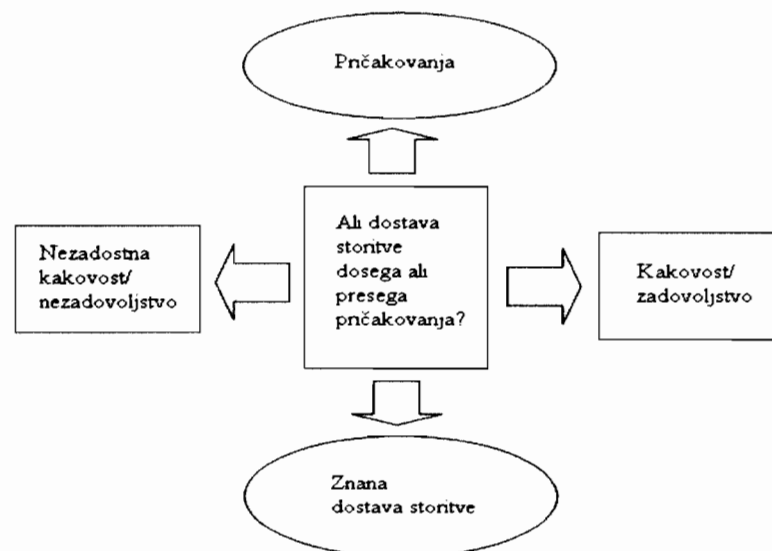 Pričakovanja
Ali dostava
storitve
dosega ali
presega
pričakovanja?
Nezadostna
kakovost/
nezadovoljstvo
Kakovost/
zadovoljstvo
Znana
dostava storitve